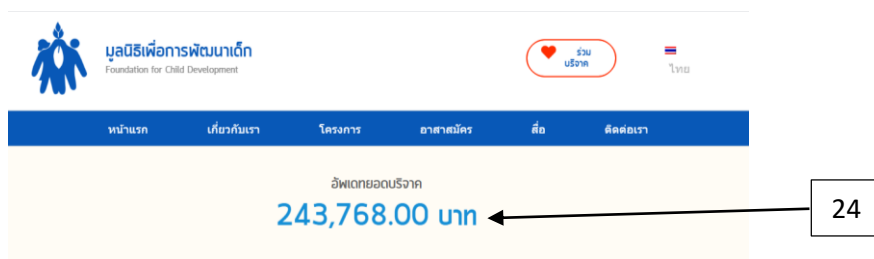 มูลนิธิเพื่อการพัฒนาเด็ก
Foundation for Child Development
ร่วม
บริจาค
ไทย
หน้าแรก เกี่ยวกับเรา โครงการ อาสาสมัคร สื่อ ติดต่อเรา
อัพเดทยอดบริจาค
243,768.00 บาท
24